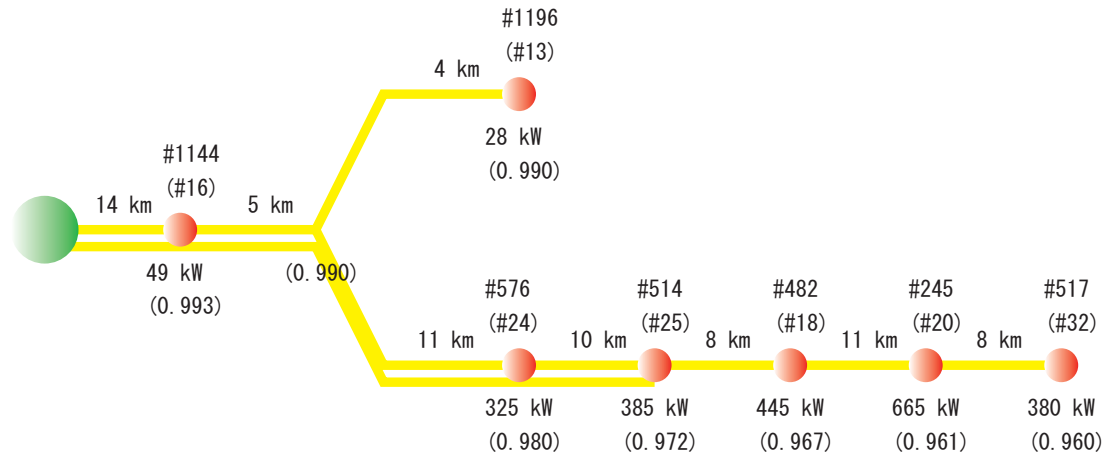 #1196
(#13)
4 km
28 kW
(0.990)
#1144
(#16)
14 km
5 km
49 kW
(0.993)
(0.990)
#576
(#24)
#514
(#25)
#482
(#18)
#245
(#20)
#517
(#32)
11 km
10 km
8 km
11 km
8 km
325 kW
(0.980)
385 kW
(0.972)
445 kW
(0.967)
665 kW
(0.961)
380 kW
(0.960)